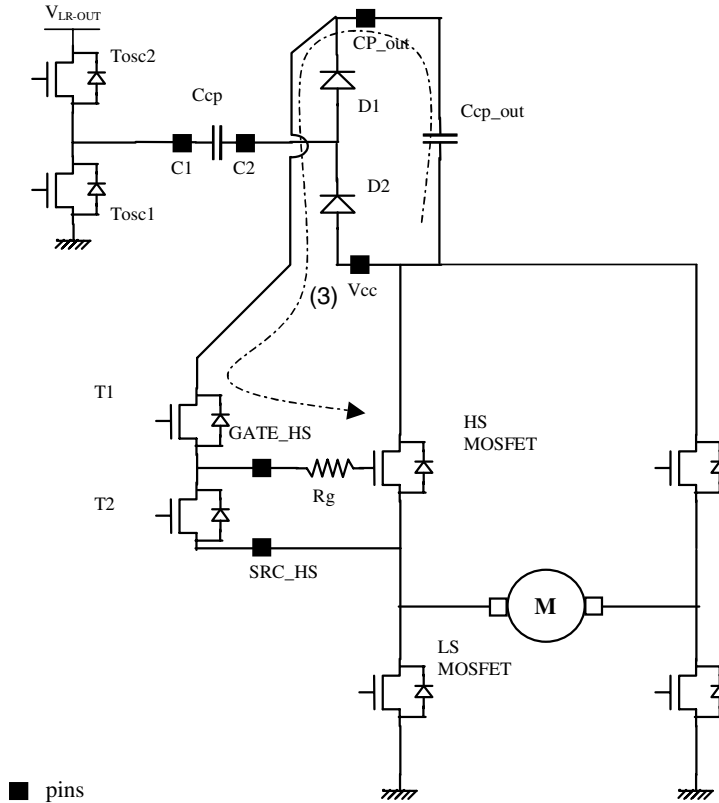 V_LR-OUT
Tosc2
CP_out
Ccp
D1
Ccp_out
C1
C2
D2
Tosc1
Vcc
(3)
T1
GATE_HS
HS
MOSFET
Rg
T2
SRC_HS
M
LS
MOSFET
pins